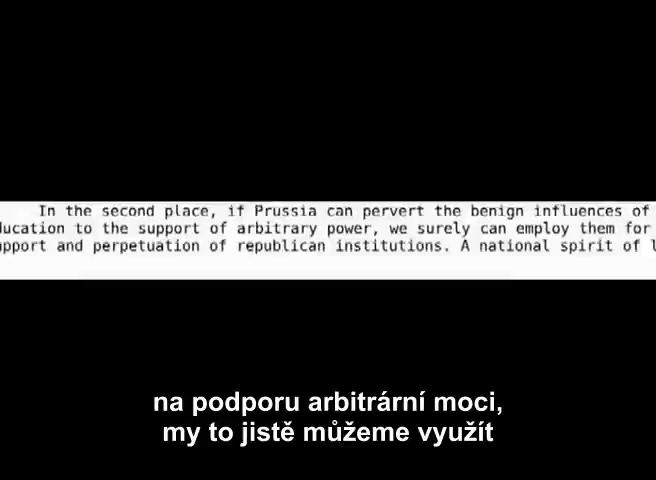 In the second place, if Prussia can pervert the benign influences of
ducation to the support of arbitrary power, we surely can employ them for
pport and perpetuation of republican institutions. A national spirit of l
na podporu arbitrární moci,
my to jistě můžeme využít